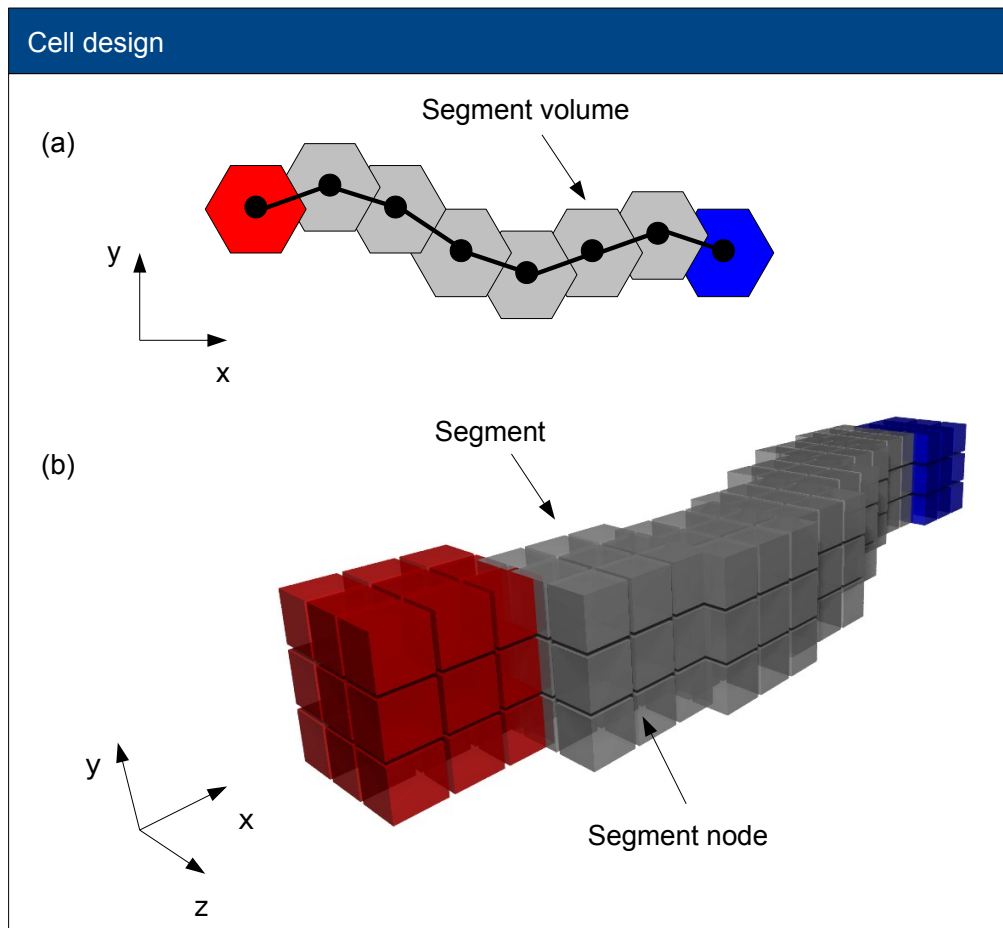 Cell design
Segment volume
(a)
y
x
Segment
(b)
y
x
Segment node
z